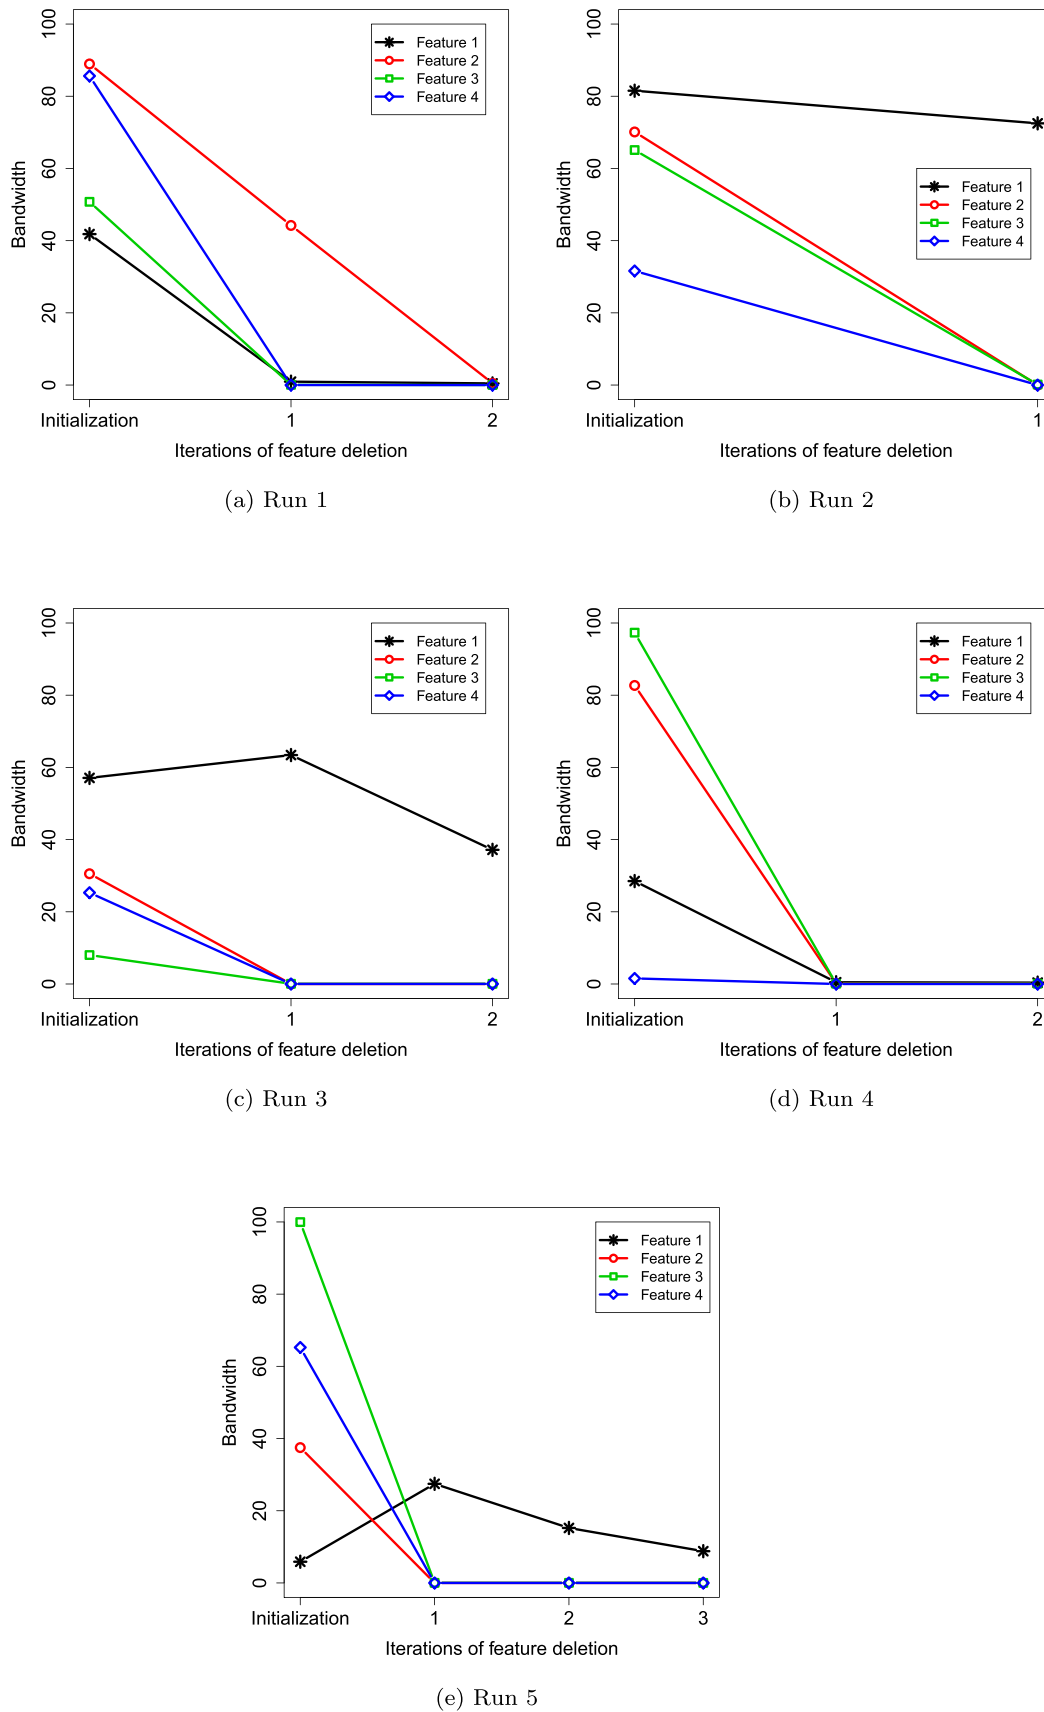 100
80
60
40
20
0
Bandwidth
Feature 1
Feature 2
Feature 3
Feature 4
Initialization 1 2
Iterations of feature deletion
(a) Run 1
100
80
60
40
20
0
Bandwidth
Feature 1
Feature 2
Feature 3
Feature 4
Initialization 1
Iterations of feature deletion
(b) Run 2
100
80
60
40
20
0
Bandwidth
Feature 1
Feature 2
Feature 3
Feature 4
Initialization 1 2
Iterations of feature deletion
(c) Run 3
100
80
60
40
20
0
Bandwidth
Feature 1
Feature 2
Feature 3
Feature 4
Initialization 1 2
Iterations of feature deletion
(d) Run 4
100
80
60
40
20
0
Bandwidth
Feature 1
Feature 2
Feature 3
Feature 4
Initialization 1 2 3
Iterations of feature deletion
(e) Run 5